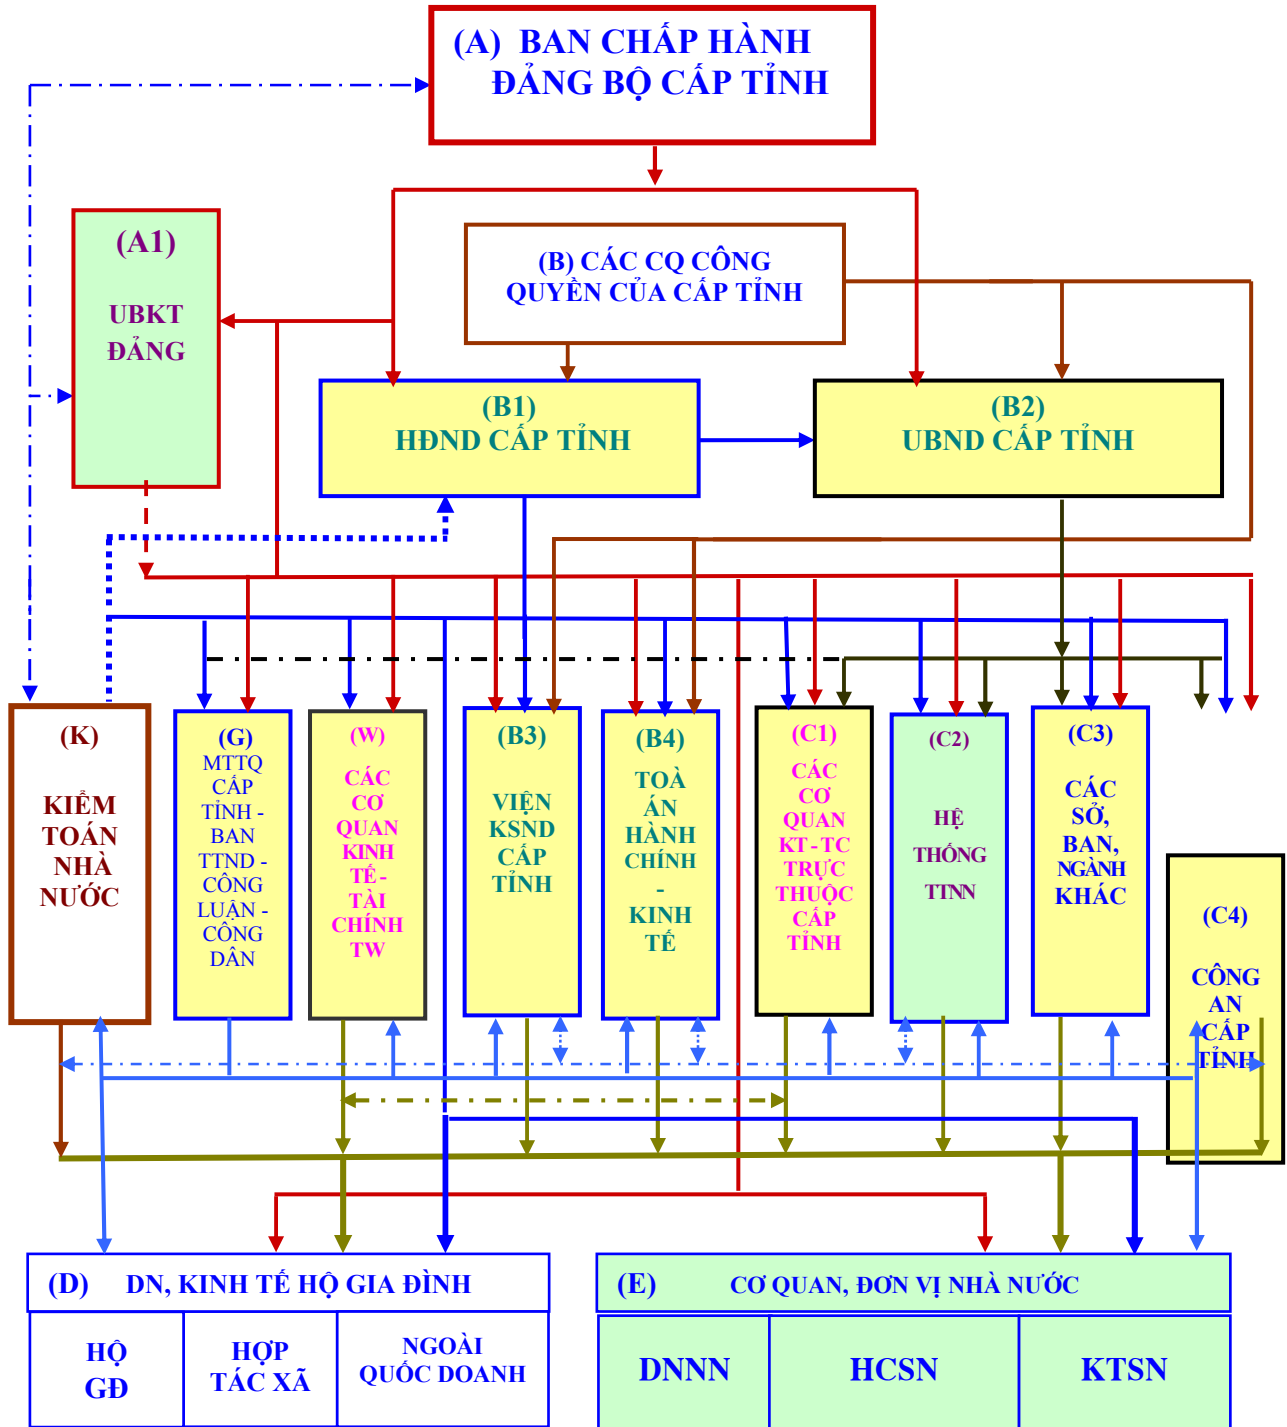 (A) BAN CHẤP HÀNH
ĐẢNG BỘ CẤP TỈNH
(A1)
UBKT
ĐẢNG
(B) CÁC CQ CÔNG
QUYỀN CỦA CẤP TỈNH
(B1)
HĐND CẤP TỈNH
(B2)
UBND CẤP TỈNH
(K)
KIỂM
TOÁN
NHÀ
NƯỚC
(G)
MTTQ
CẤP
TỈNH -
BAN
TTND -
CÔNG
LUẬN -
CÔNG
DÂN
(W)
CÁC
CƠ
QUAN
KINH
TẾ-
TÀI
CHÍNH
TW
(B3)
VIỆN
KSND
CẤP
TỈNH
(B4)
TOÀ
ÁN
HÀNH
CHÍNH
-
KINH
TẾ
(C1)
CÁC
CƠ
QUAN
KT - TC
TRỰC
THUỘC
CẤP
TỈNH
(C2)
HỆ
THỐNG
TTNN
(C3)
CÁC
SỞ,
BAN,
NGÀNH
KHÁC
(C4)
CÔNG
AN
CẤP
TỈNH
(D) DN, KINH TẾ HỘ GIA ĐÌNH
HỘ
GĐ
HỢP
TÁC XÃ
NGOÀI
QUỐC DOANH
(E) CƠ QUAN, ĐƠN VỊ NHÀ NƯỚC
DNNN
HCSN
KTSN